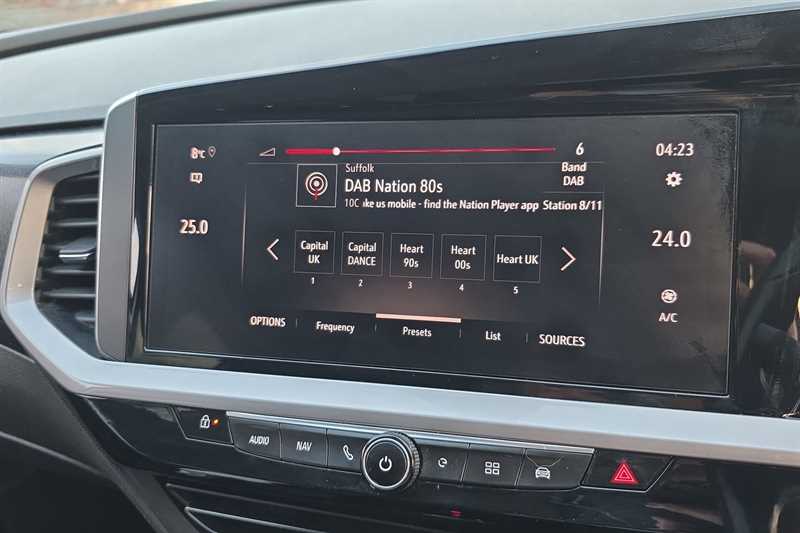 8°C
6
04:23
Suffolk
Band
DAB Nation 80s
DAB
10C ike us mobile - find the Nation Player app Station 8/11
25.0
24.0
Capital UK
Capital DANCE
Heart 90s
Heart 00s
Heart UK
1
2
3
4
5
A/C
OPTIONS
Frequency
Presets
List
SOURCES
AUDIO
NAV